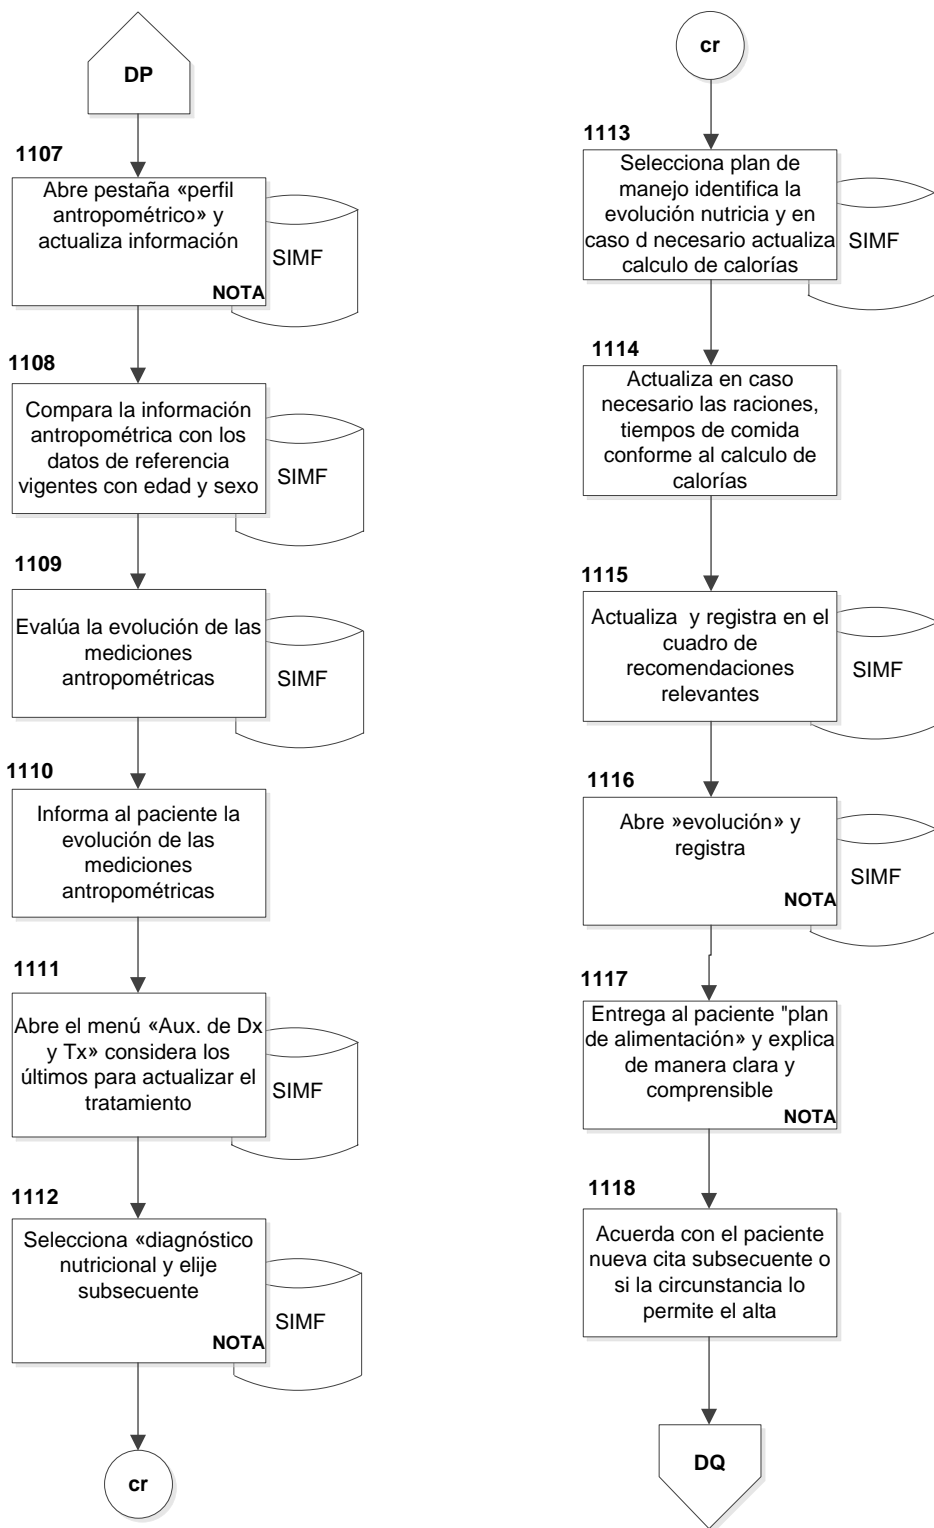 DP
1107
Abre pestaña «perfil
antropométrico» y
actualiza información
NOTA
SIMF
1108
Compara la información
antropométrica con los
datos de referencia
vigentes con edad y sexo
SIMF
1109
Evalúa la evolución de las
mediciones
antropométricas
SIMF
1110
Informa al paciente la
evolución de las
mediciones
antropométricas
1111
Abre el menú «Aux. de Dx
y Tx» considera los
últimos para actualizar el
tratamiento
SIMF
1112
Selecciona «diagnóstico
nutricional y elije
subsecuente
NOTA
SIMF
cr
cr
1113
Selecciona plan de
manejo identifica la
evolución nutricia y en
caso d necesario actualiza
calculo de calorías
SIMF
1114
Actualiza en caso
necesario las raciones,
tiempos de comida
conforme al calculo de
calorías
1115
Actualiza  y registra en el
cuadro de
recomendaciones
relevantes
SIMF
1116
Abre »evolución» y
registra
NOTA
SIMF
1117
Entrega al paciente "plan
de alimentación» y explica
de manera clara y
comprensible
NOTA
1118
Acuerda con el paciente
nueva cita subsecuente o
si la circunstancia lo
permite el alta
DQ